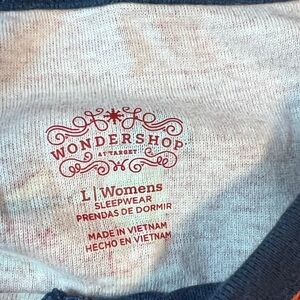 WONDERSHOP
AT TARGET
L | Womens
SLEEPWEAR
PRENDAS DE DORMIR
MADE IN VIETNAM
HECHO EN VIETNAM